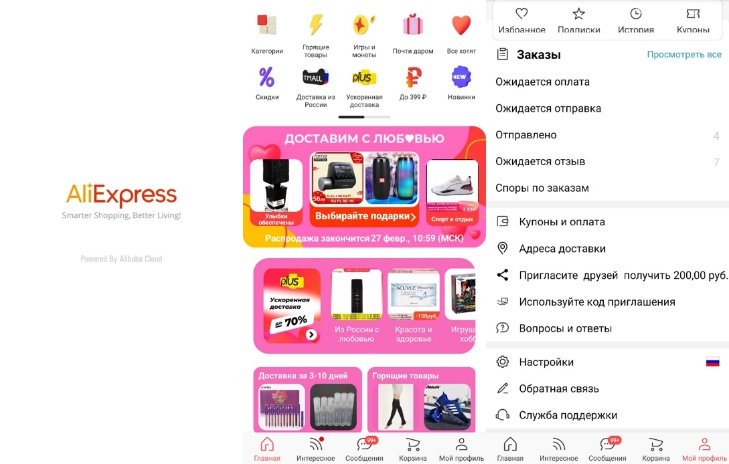 AliExpress
Smarter Shopping, Better Living!
Powered By Alibaba Cloud
Категории
Горящие товары
Игры и монеты
Почти даром
Все хотят
TMALL
plus
NEW
Скидки
Доставка из России
Ускоренная доставка
До 399 ₽
Новинки
ДОСТАВИМ С ЛЮБОВЬЮ
Улыбки обеспечены
Выбирайте подарки
Спорт и отдых
Распродажа закончится 27 февр., 10:59 (МСК)
plus
Ускоренная доставка
до 70%
ACUVUE
-150руб.
Из России с любовью
Красота и здоровье
Игруш
хобб
Доставка за 3-10 дней
Горящие товары
99+
Главная
Интересное
Сообщения
Корзина
Мой профиль
Избранное
Подписки
История
Купоны
Заказы
Просмотреть все
Ожидается оплата
Ожидается отправка
Отправлено 4
Ожидается отзыв 7
Споры по заказам
Купоны и оплата
Адреса доставки
Пригласите друзей получить 200,00 руб.
Используйте код приглашения
Вопросы и ответы
Настройки
Обратная связь
Служба поддержки
99+
Главная
Интересное
Сообщения
Корзина
Мой профиль